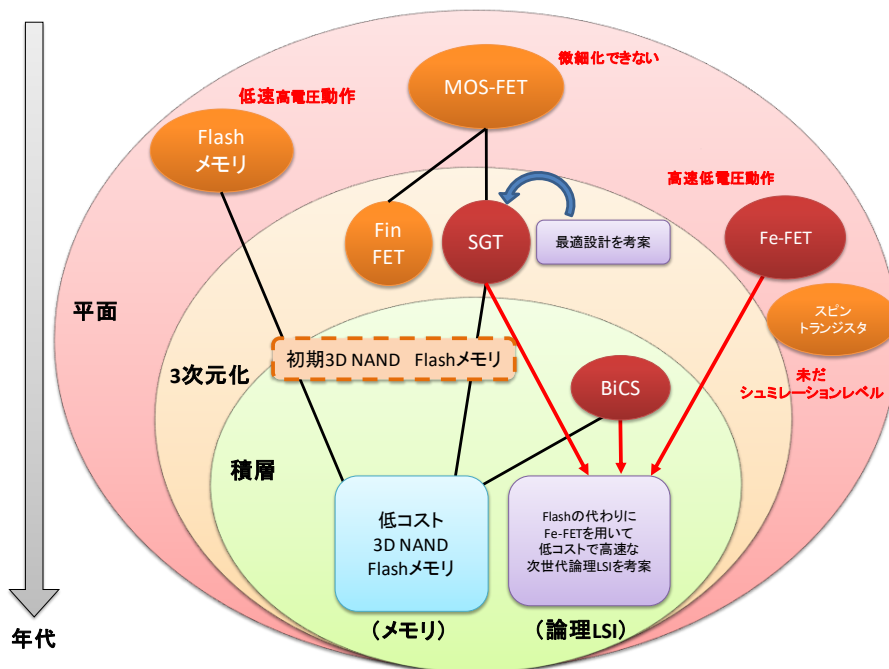 微細化できない
MOS-FET
低速高電圧動作
Flash
メモリ
高速低電圧動作
Fin
FET
SGT
最適設計を考案
Fe-FET
スピン
トランジスタ
平面
初期3D NAND Flashメモリ
3次元化
未だ
シュミレーションレベル
BiCS
積層
低コスト
3D NAND
Flashメモリ
Flashの代わりに
Fe-FETを用いて
低コストで高速な
次世代論理LSIを考案
年代
（メモリ）
（論理LSI）